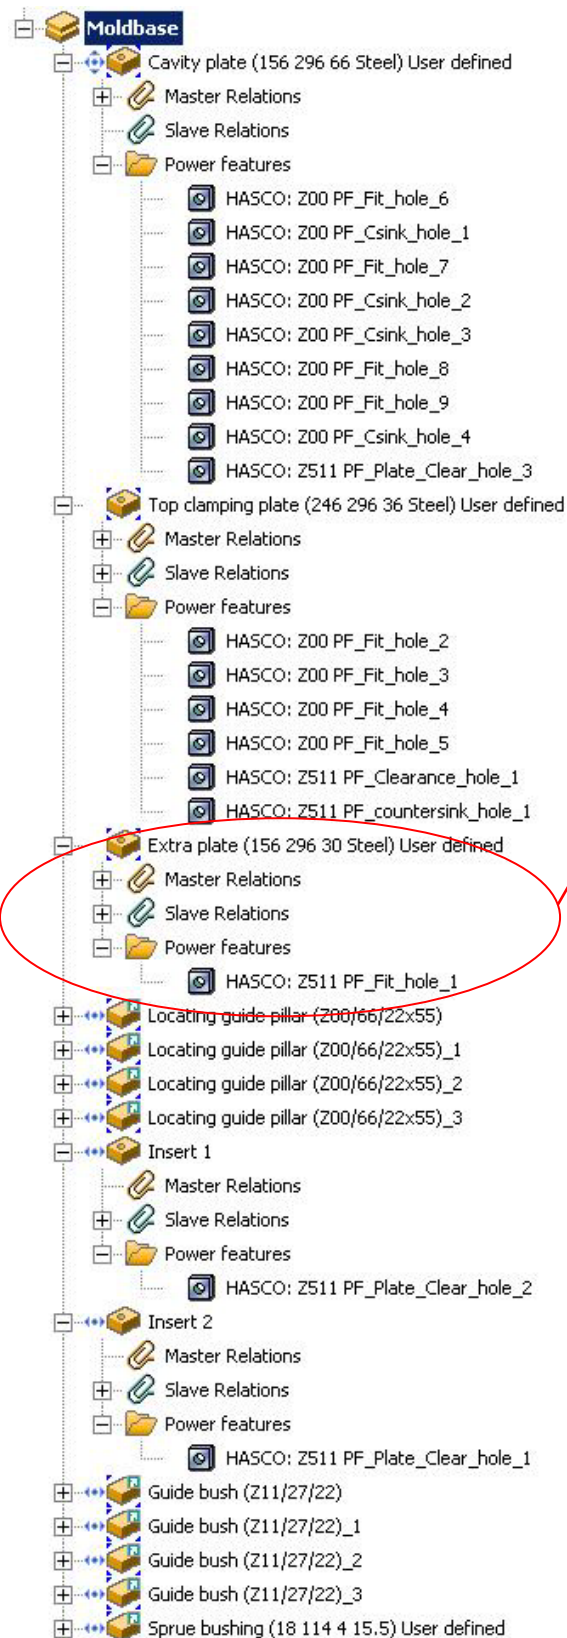 Moldbase
Cavity plate (156 296 66 Steel) User defined
Master Relations
Slave Relations
Power features
HASCO: Z00 PF_Fit_hole_6
HASCO: Z00 PF_Csink_hole_1
HASCO: Z00 PF_Fit_hole_7
HASCO: Z00 PF_Csink_hole_2
HASCO: Z00 PF_Csink_hole_3
HASCO: Z00 PF_Fit_hole_8
HASCO: Z00 PF_Fit_hole_9
HASCO: Z00 PF_Csink_hole_4
HASCO: Z511 PF_Plate_Clear_hole_3
Top clamping plate (246 296 36 Steel) User defined
Master Relations
Slave Relations
Power features
HASCO: Z00 PF_Fit_hole_2
HASCO: Z00 PF_Fit_hole_3
HASCO: Z00 PF_Fit_hole_4
HASCO: Z00 PF_Fit_hole_5
HASCO: Z511 PF_Clearance_hole_1
HASCO: Z511 PF_countersink_hole_1
Extra plate (156 296 30 Steel) User defined
Master Relations
Slave Relations
Power features
HASCO: Z511 PF_Fit_hole_1
Locating guide pillar (Z00/66/22x55)
Locating guide pillar (Z00/66/22x55)_1
Locating guide pillar (Z00/66/22x55)_2
Locating guide pillar (Z00/66/22x55)_3
Insert 1
Master Relations
Slave Relations
Power features
HASCO: Z511 PF_Plate_Clear_hole_2
Insert 2
Master Relations
Slave Relations
Power features
HASCO: Z511 PF_Plate_Clear_hole_1
Guide bush (Z11/27/22)
Guide bush (Z11/27/22)_1
Guide bush (Z11/27/22)_2
Guide bush (Z11/27/22)_3
Sprue bushing (18 114 4 15.5) User defined